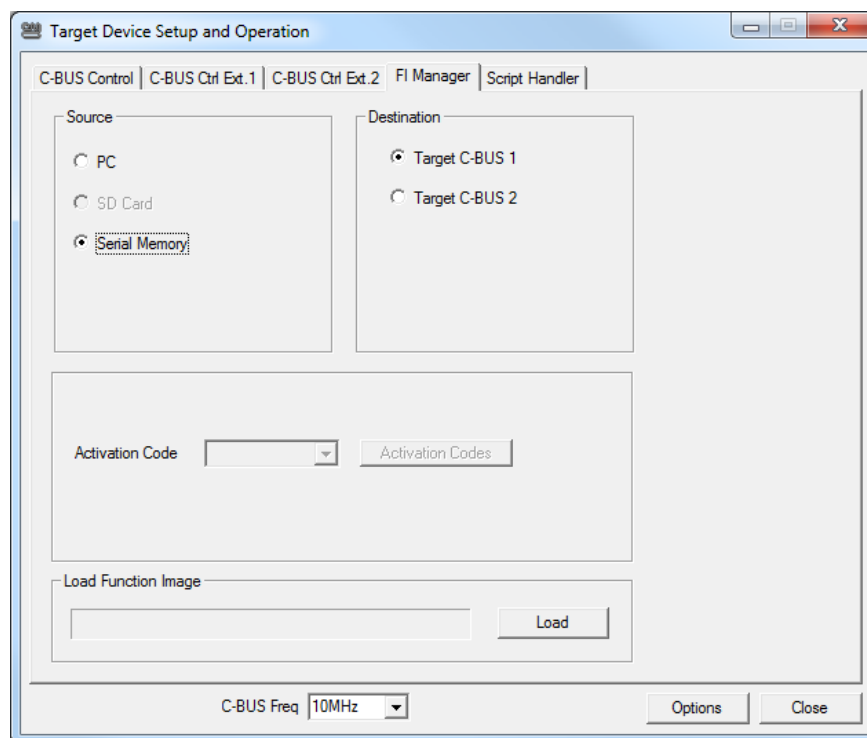 Target Device Setup and Operation
C-BUS Control C-BUS Ctrl Ext.1 C-BUS Ctrl Ext.2 FI Manager Script Handler
Source
PC
SD Card
Serial Memory
Destination
Target C-BUS 1
Target C-BUS 2
Activation Code Activation Codes
Load Function Image
Load
C-BUS Freq 10MHz Options Close